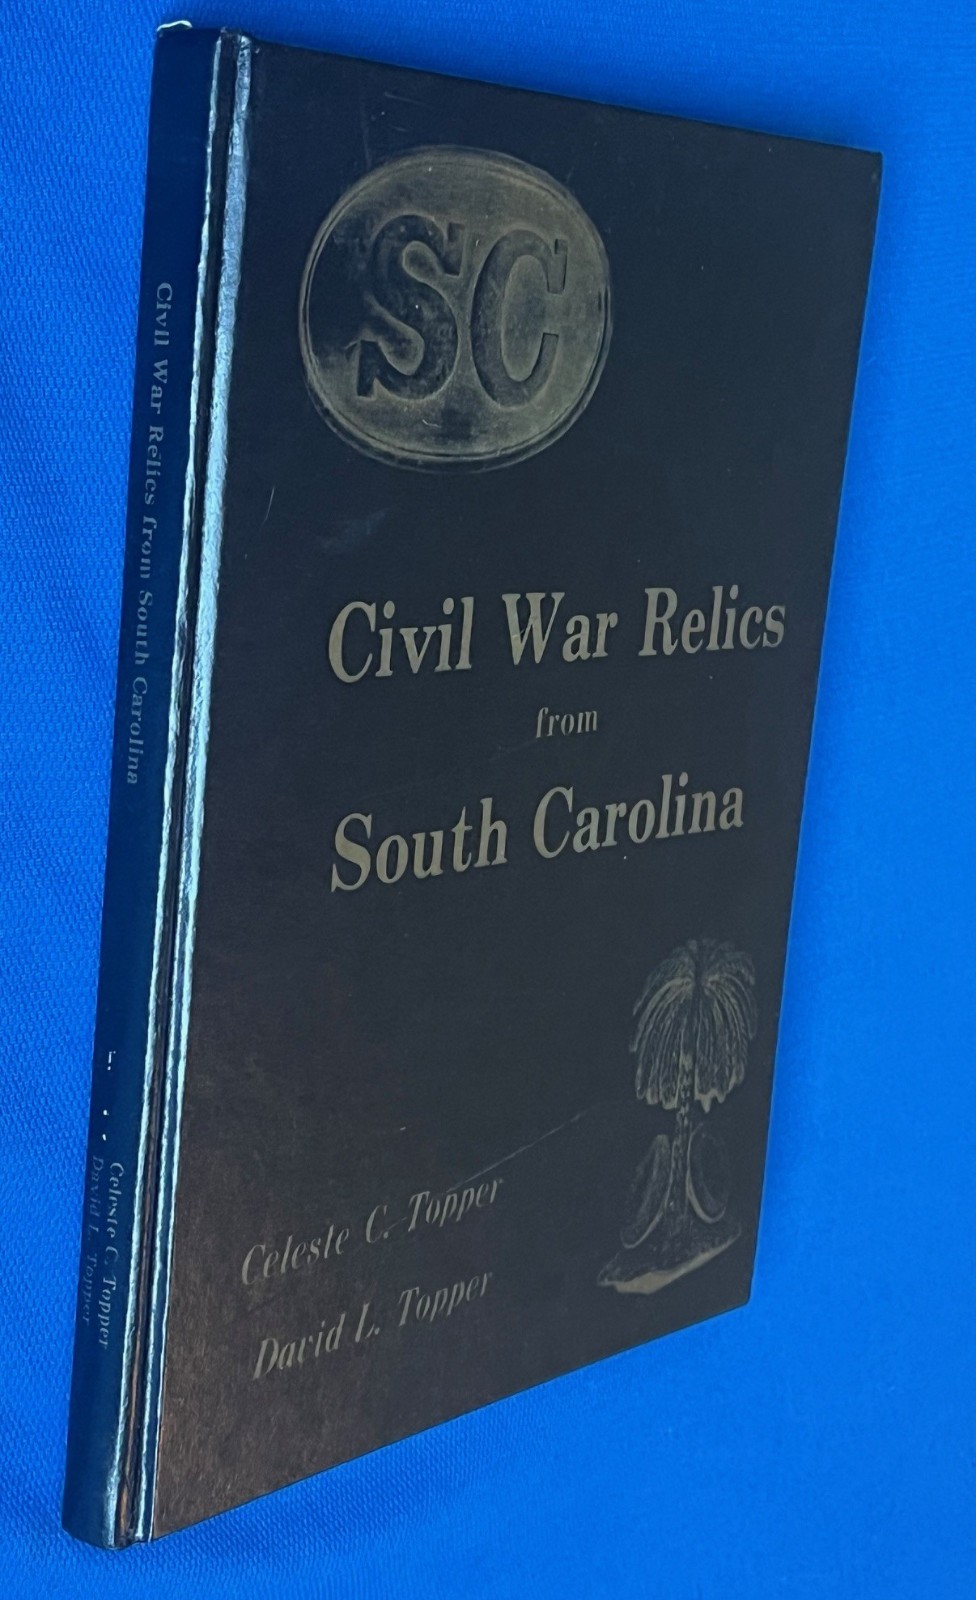 SC
Civil War Relics
from
South Carolina
Celeste C. Topper
David L. Topper
Civil War Relics from South Carolina
Celeste C. Topper
David L. Topper